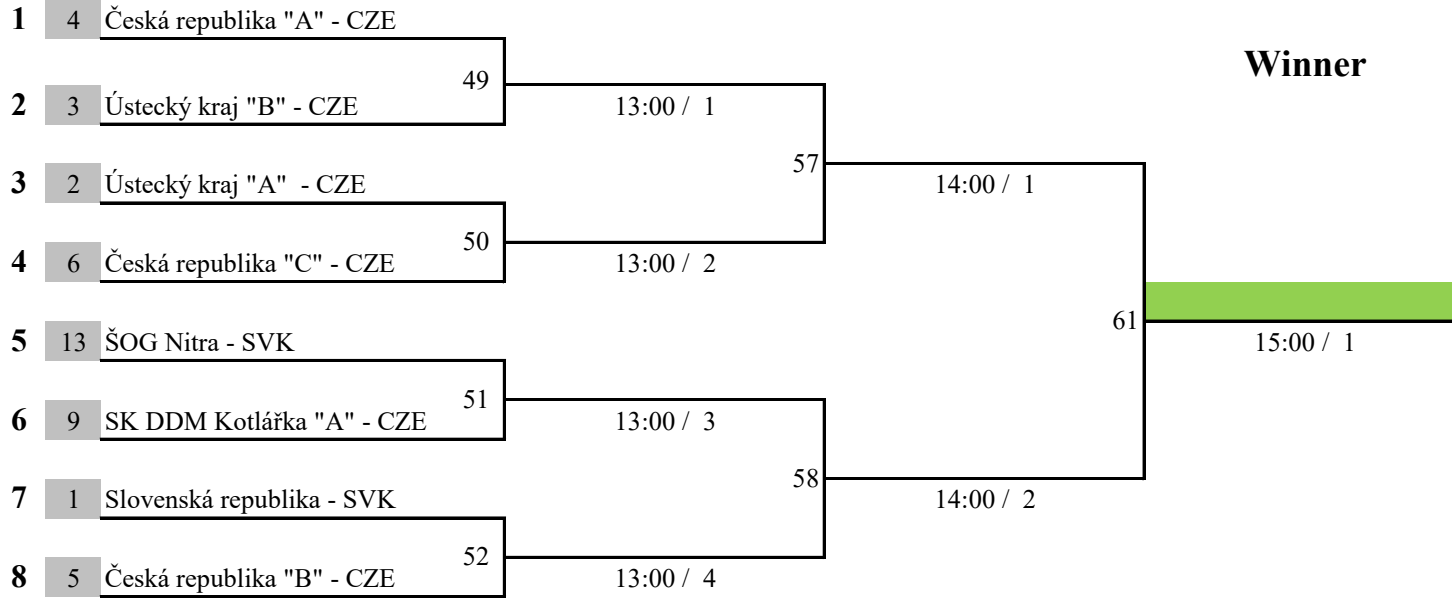 1 4 Česká republika "A" - CZE
Winner
49
2 3 Ústecký kraj "B" - CZE 13:00 / 1
57
3 2 Ústecký kraj "A" - CZE 14:00 / 1
50
4 6 Česká republika "C" - CZE 13:00 / 2
61
5 13 ŠOG Nitra - SVK 15:00 / 1
51
6 9 SK DDM Kotlářka "A" - CZE 13:00 / 3
58
7 1 Slovenská republika - SVK 14:00 / 2
52
8 5 Česká republika "B" - CZE 13:00 / 4